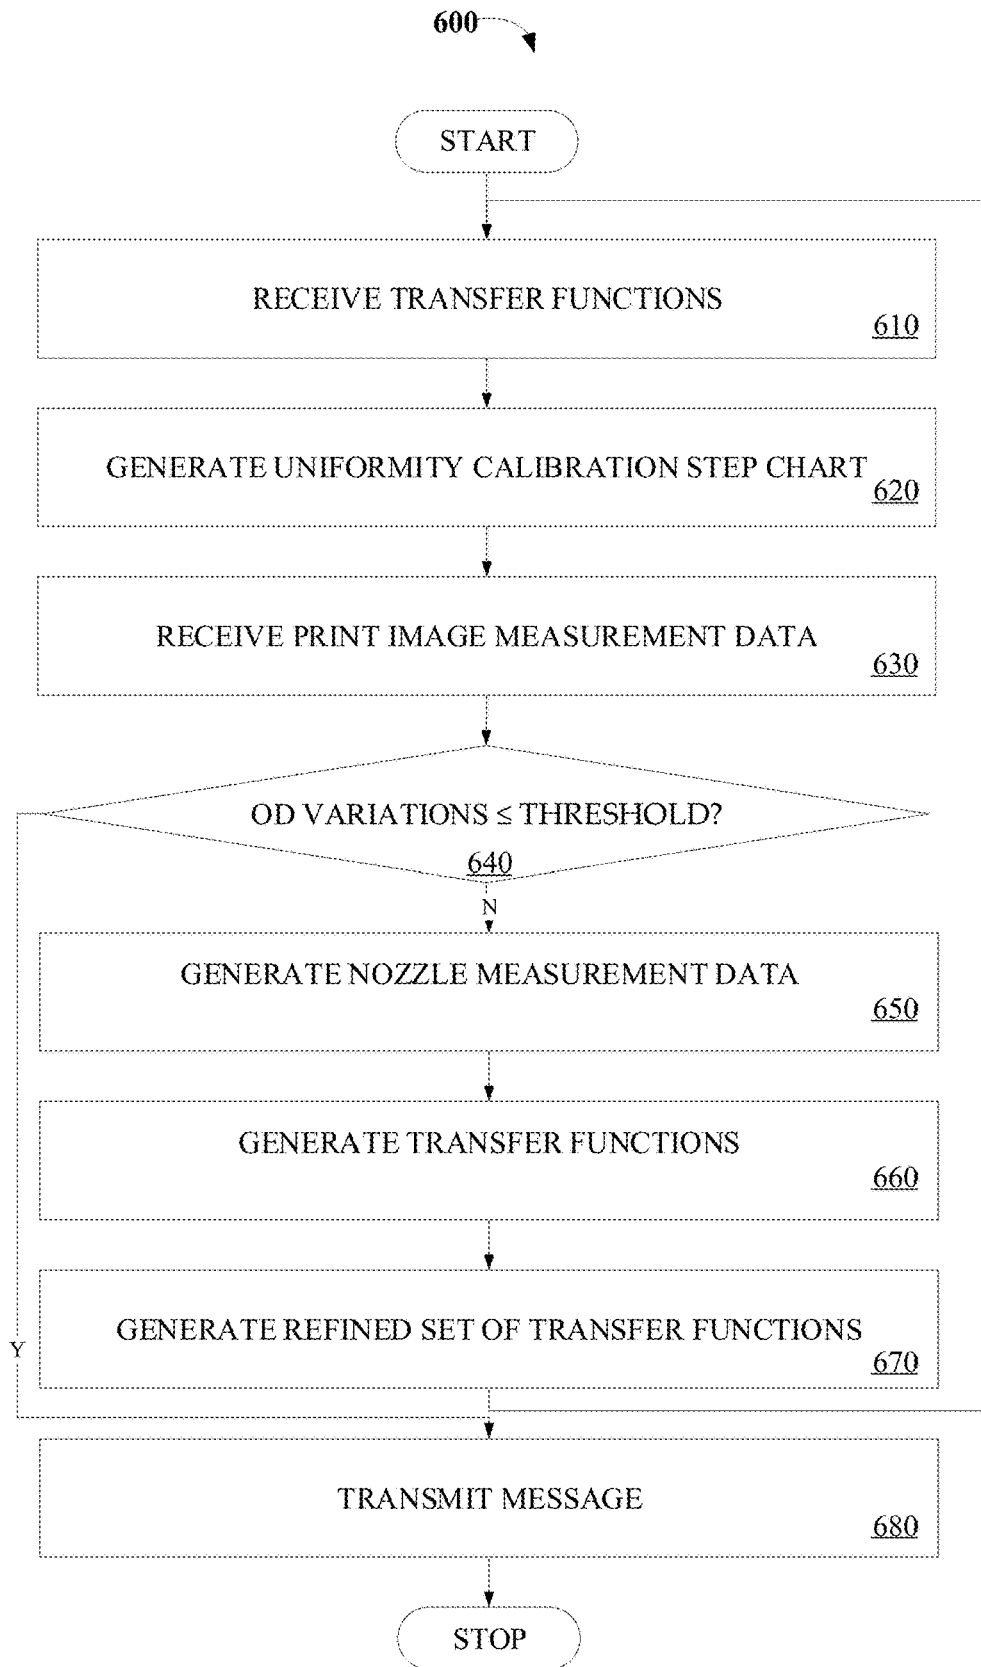 600
START
RECEIVE TRANSFER FUNCTIONS
610
GENERATE UNIFORMITY CALIBRATION STEP CHART
620
RECEIVE PRINT IMAGE MEASUREMENT DATA
630
OD VARIATIONS ≤ THRESHOLD?
640
N
GENERATE NOZZLE MEASUREMENT DATA
650
GENERATE TRANSFER FUNCTIONS
660
GENERATE REFINED SET OF TRANSFER FUNCTIONS
Y
670
TRANSMIT MESSAGE
680
STOP